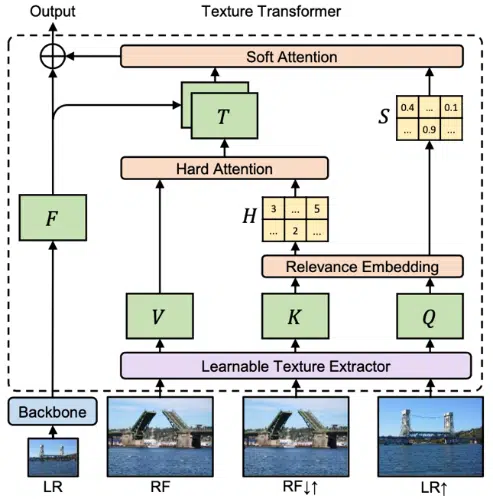 Output Texture Transformer
Soft Attention
T
S
0.4 ... 0.1
... 0.9 ...
Hard Attention
F
H
3 ... 5
... 2 ...
Relevance Embedding
V K Q
Learnable Texture Extractor
Backbone
LR RF RF↓↑ LR↑